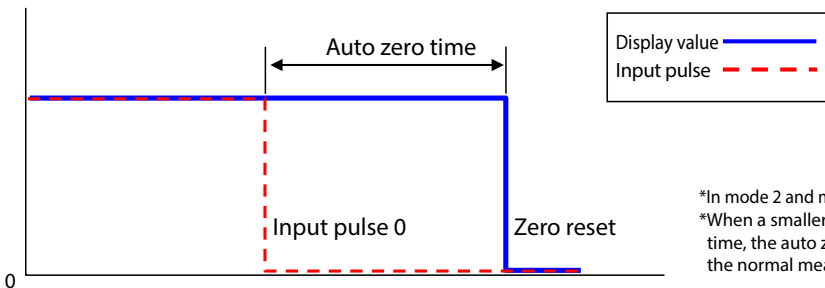 Auto zero time
Display value
Input pulse
Input pulse 0
Zero reset
*In mode 2 and
*When a smaller
time, the auto
the normal
0